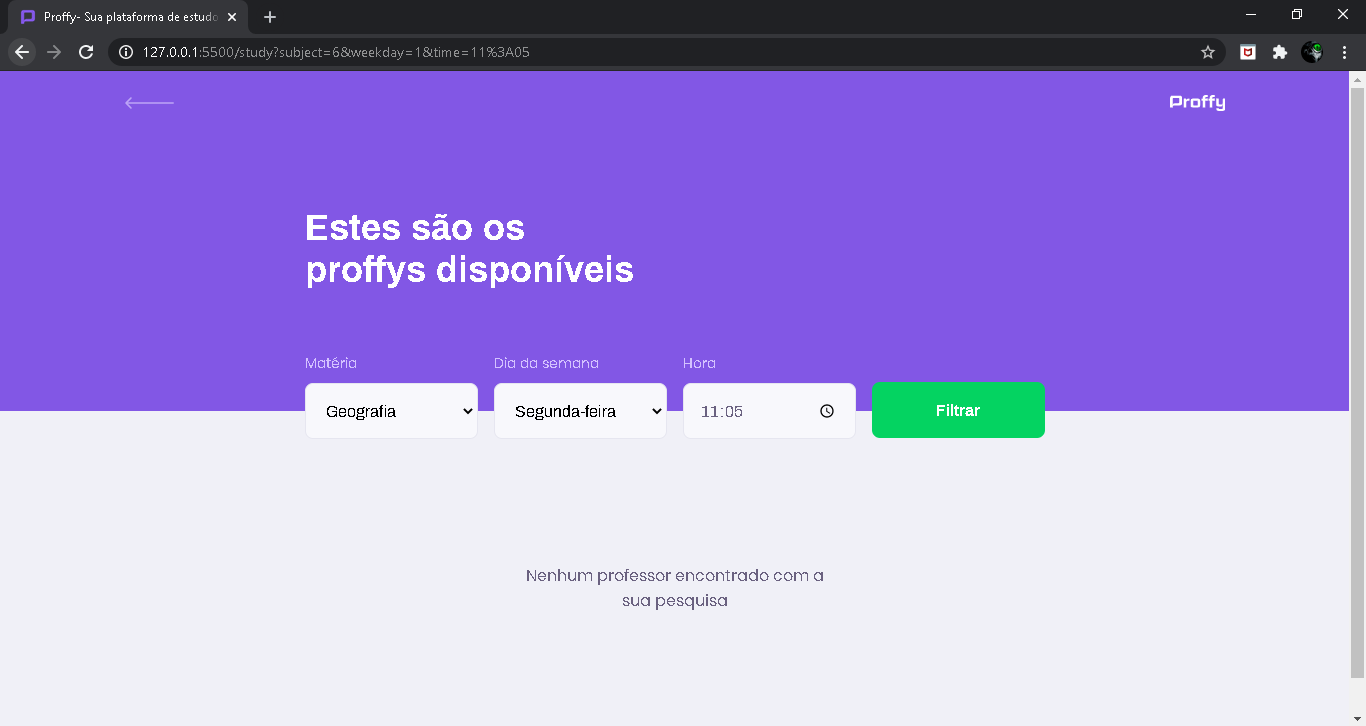 Proffy- Sua plataforma de estudo
127.0.0.1:5500/study?subject=6&weekday=1&time=11%3A05
Proffy
Estes são os
proffys disponíveis
Matéria Dia da semana Hora
Geografia Segunda-feira 11:05 Filtrar
Nenhum professor encontrado com a
sua pesquisa